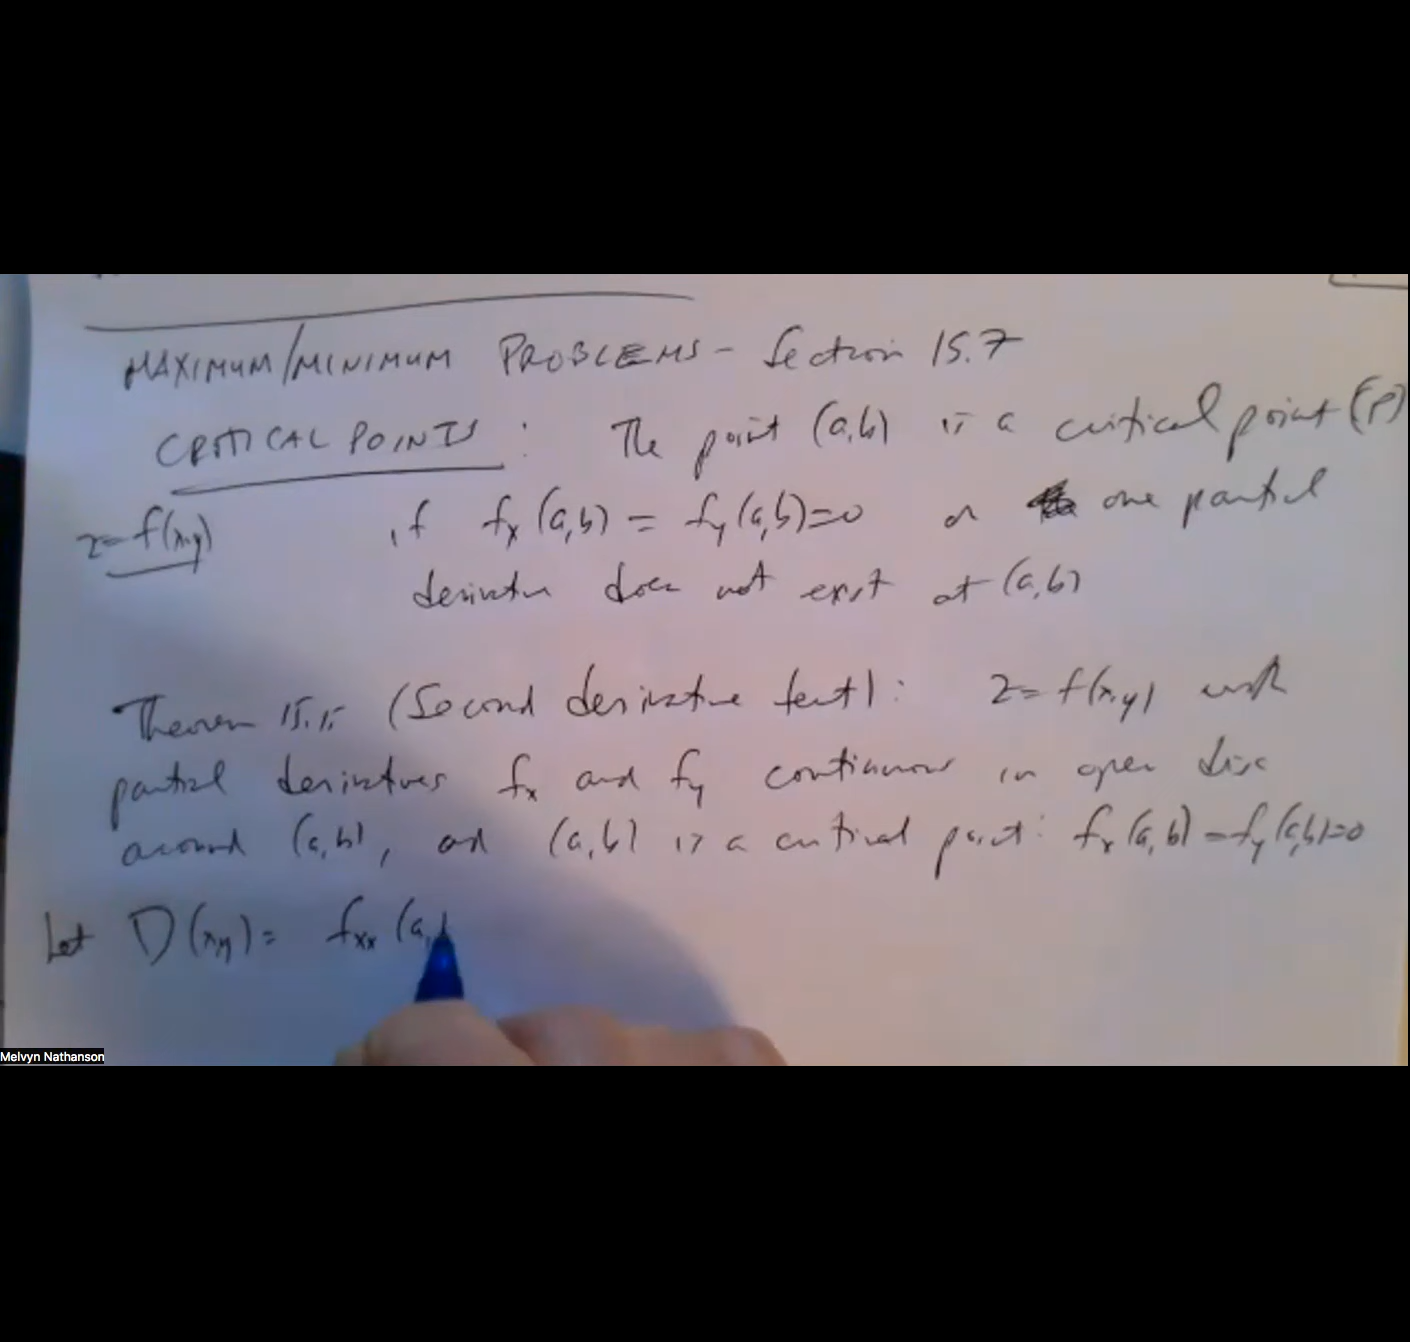 MAXIMUM/MINIMUM PROBLEMS - Section 15.7
CRITICAL POINTS : The point (a,b) is a critical point (P)
z=f(x,y) if fx (a,b) = fy (a,b)=0 or one partial
derivative does not exist at (a,b)
Theorem 15.15 (Second derivative test): z=f(x,y) with
partial derivatives fx and fy continuous in open disc
around (a,b), and (a,b) is a critical point: fx (a,b) = fy (a,b)=0
Let D(x,y) = fxx (a,
Melvyn Nathanson